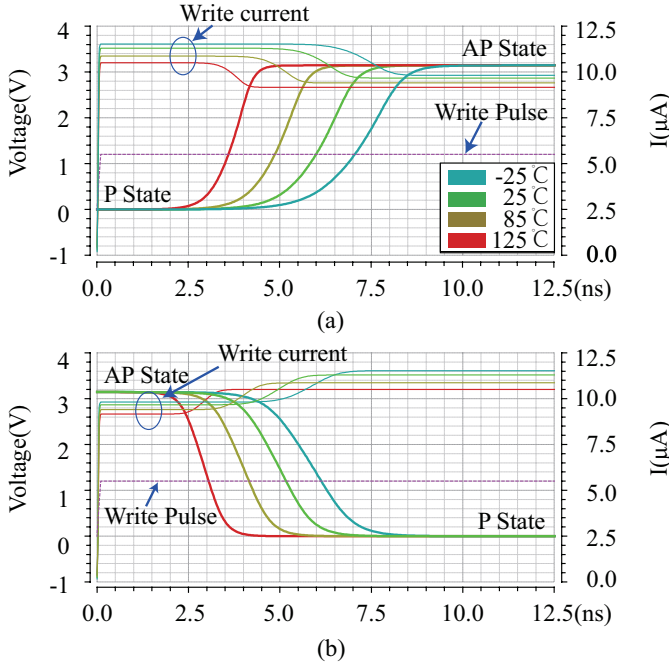 Write current
4
3
2
1
0
-1
Voltage(V)
AP State
Write Pulse
P State
-25℃
25℃
85℃
125℃
12.5
10.0
7.5
5.0
2.5
0.0
I(μA)
0.0 2.5 5.0 7.5 10.0 12.5(ns)
(a)
Write current
4
3
2
1
0
-1
Voltage(V)
AP State
Write Pulse
P State
12.5
10.0
7.5
5.0
2.5
0.0
I(μA)
0.0 2.5 5.0 7.5 10.0 12.5(ns)
(b)